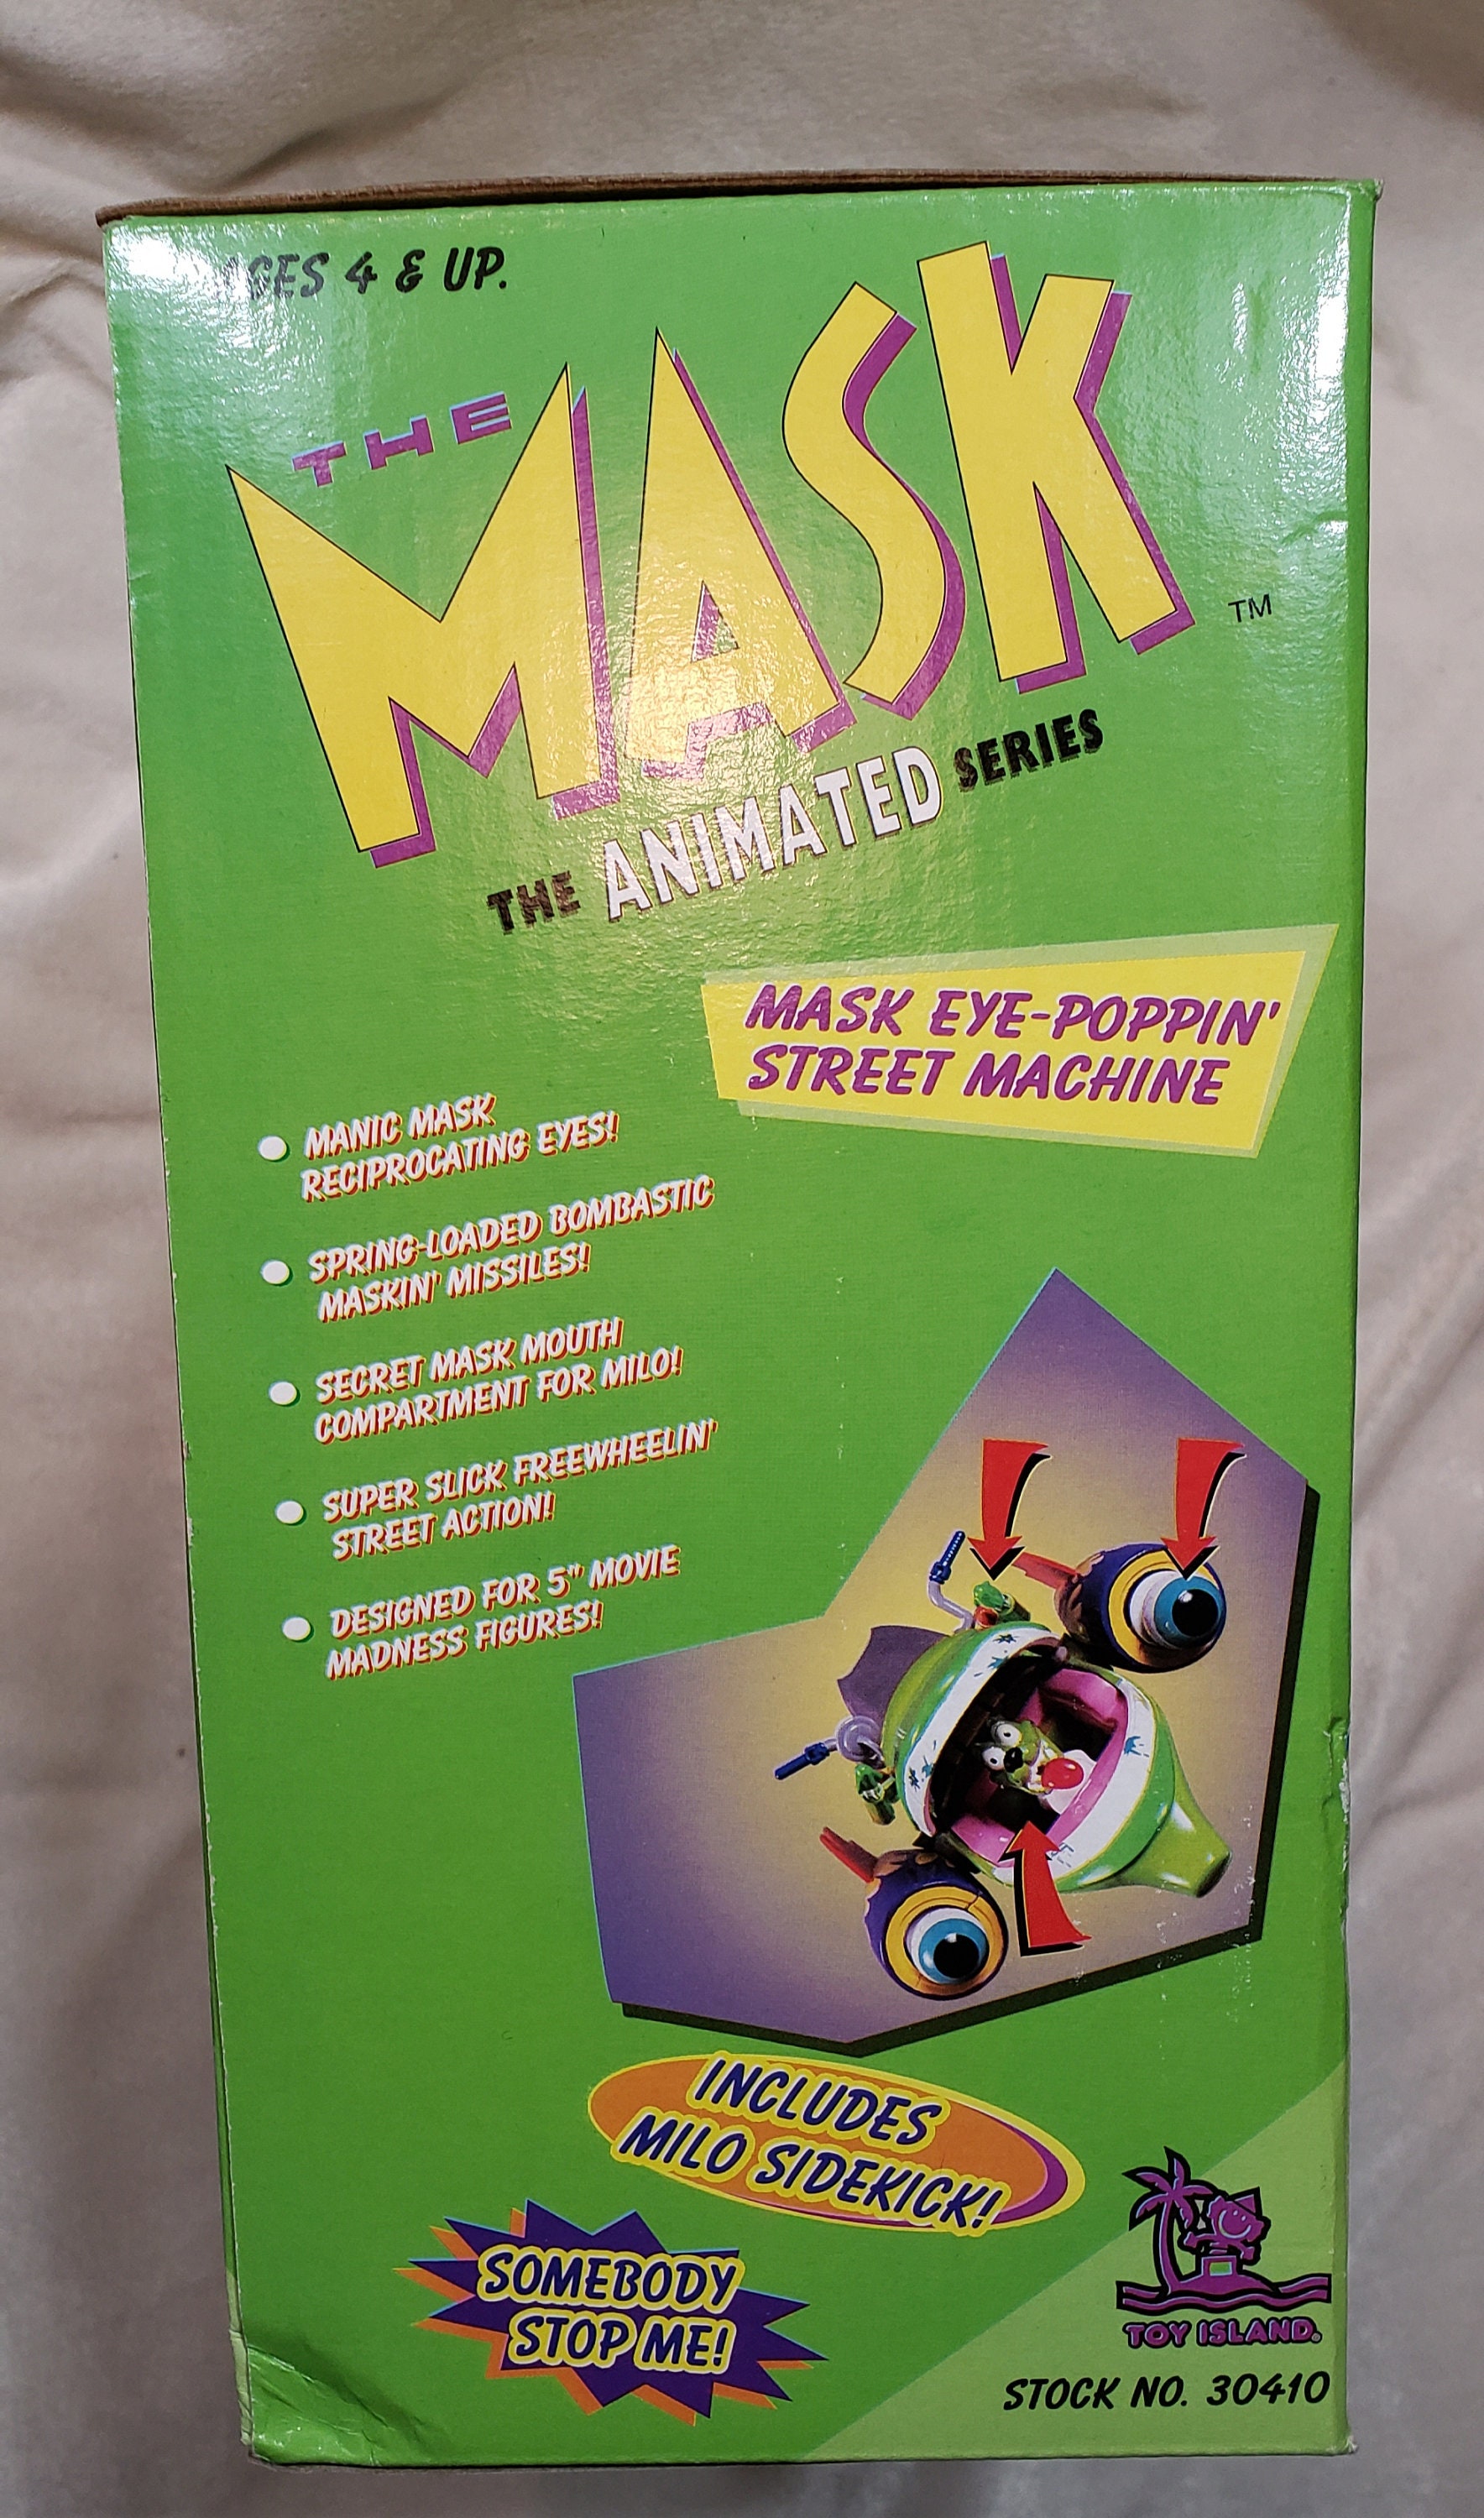 AGES 4 & UP.
THE
MASK
TM
THE ANIMATED SERIES
MASK EYE-POPPIN'
STREET MACHINE
MANIC MASK
RECIPROCATING EYES!
SPRING-LOADED BOMBASTIC
MASKIN' MISSILES!
SECRET MASK MOUTH
COMPARTMENT FOR MILO!
SUPER SLICK FREEWHEELIN'
STREET ACTION!
DESIGNED FOR 5" MOVIE
MADNESS FIGURES!
INCLUDES
MILO SIDEKICK!
SOMEBODY
STOP ME!
TOY ISLAND®
STOCK NO. 30410